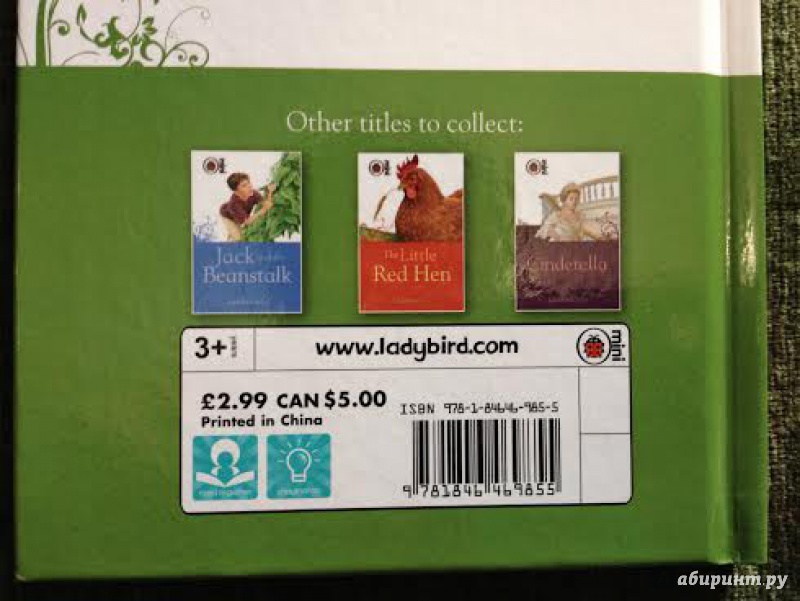 Other titles to collect:
Jack and the
Beanstalk
The Little
Red Hen
Cinderella
3+
www.ladybird.com
mini
£2.99 CAN $5.00
Printed in China
ISBN 978-1-84646-985-5
9 781846 469855
абиринт.ру